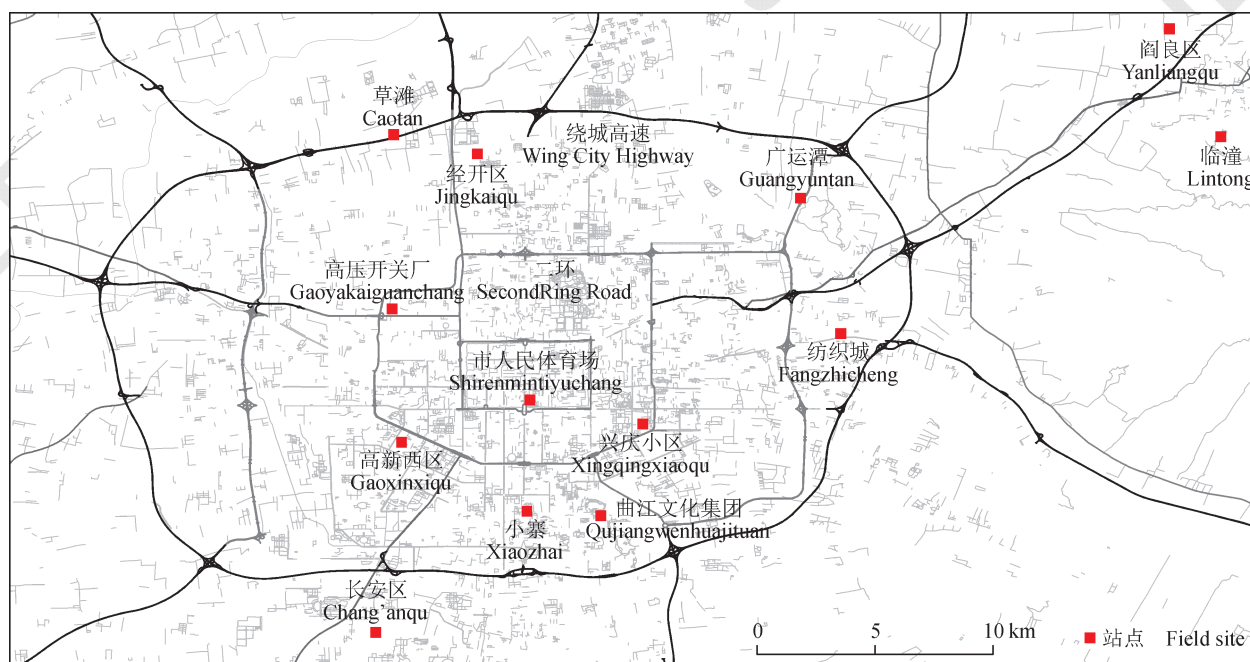 阎良区
Yanliangqu
草滩
Caotan
绕城高速
Wing City Highway
广运潭
Guangyuntan
临潼
Lintong
经开区
Jingkaiqu
高压开关厂
Gaoyakaiguanchang
二环
SecondRing Road
市人民体育场
Shirenmintiyuchang
纺织城
Fangzhicheng
兴庆小区
Xingqingxiaoqu
高新西区
Gaoxinxiqu
曲江文化集团
Qujiangwenhuajituan
小寨
Xiaozhai
长安区
Chang'anqu
0 5 10 km
站点 Field site